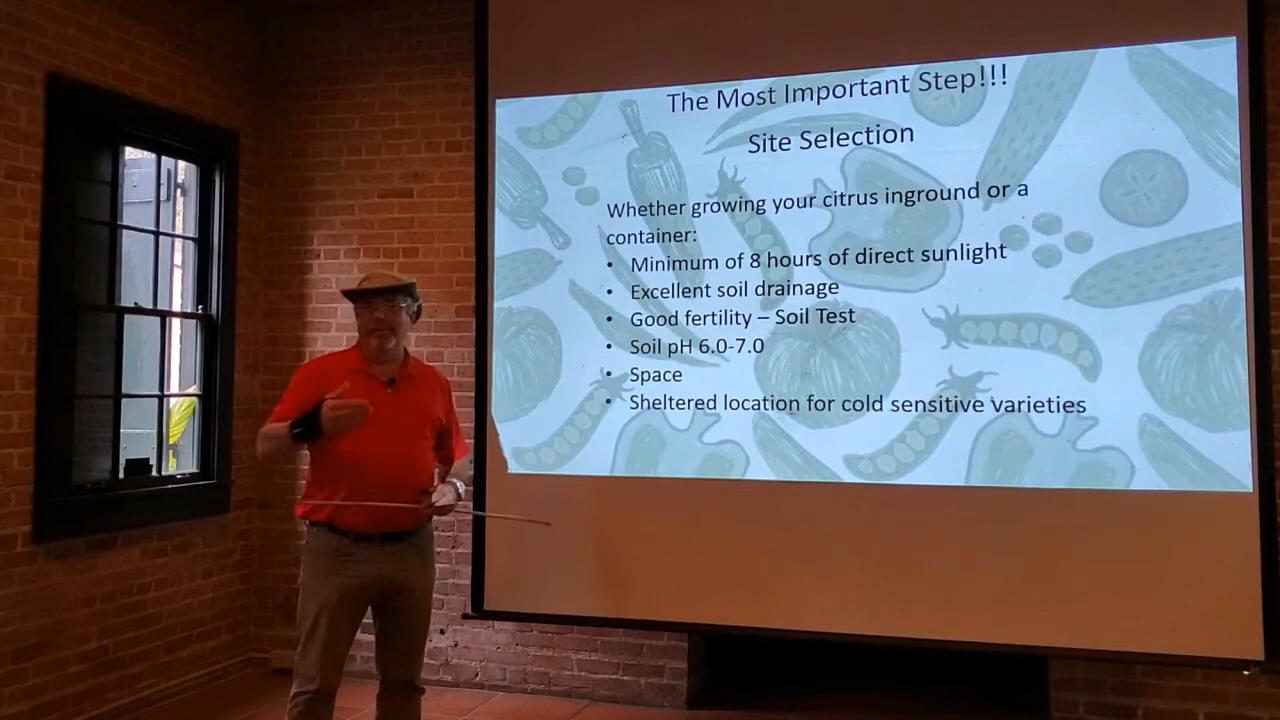 The Most Important Step!!!
Site Selection
Whether growing your citrus inground or a
container:
• Minimum of 8 hours of direct sunlight
• Excellent soil drainage
• Good fertility – Soil Test
• Soil pH 6.0-7.0
• Space
• Sheltered location for cold sensitive varieties